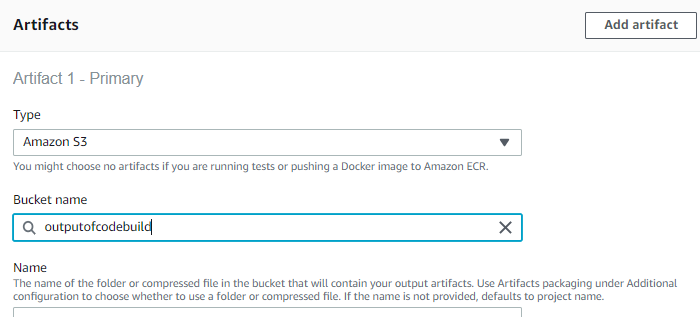 Artifacts
Add artifact
Artifact 1 - Primary
Type
Amazon S3
You might choose no artifacts if you are running tests or pushing a Docker image to Amazon ECR.
Bucket name
outputofcodebuild
Name
The name of the folder or compressed file in the bucket that will contain your output artifacts. Use Artifacts packaging under Additional
configuration to choose whether to use a folder or compressed file. If the name is not provided, defaults to project name.